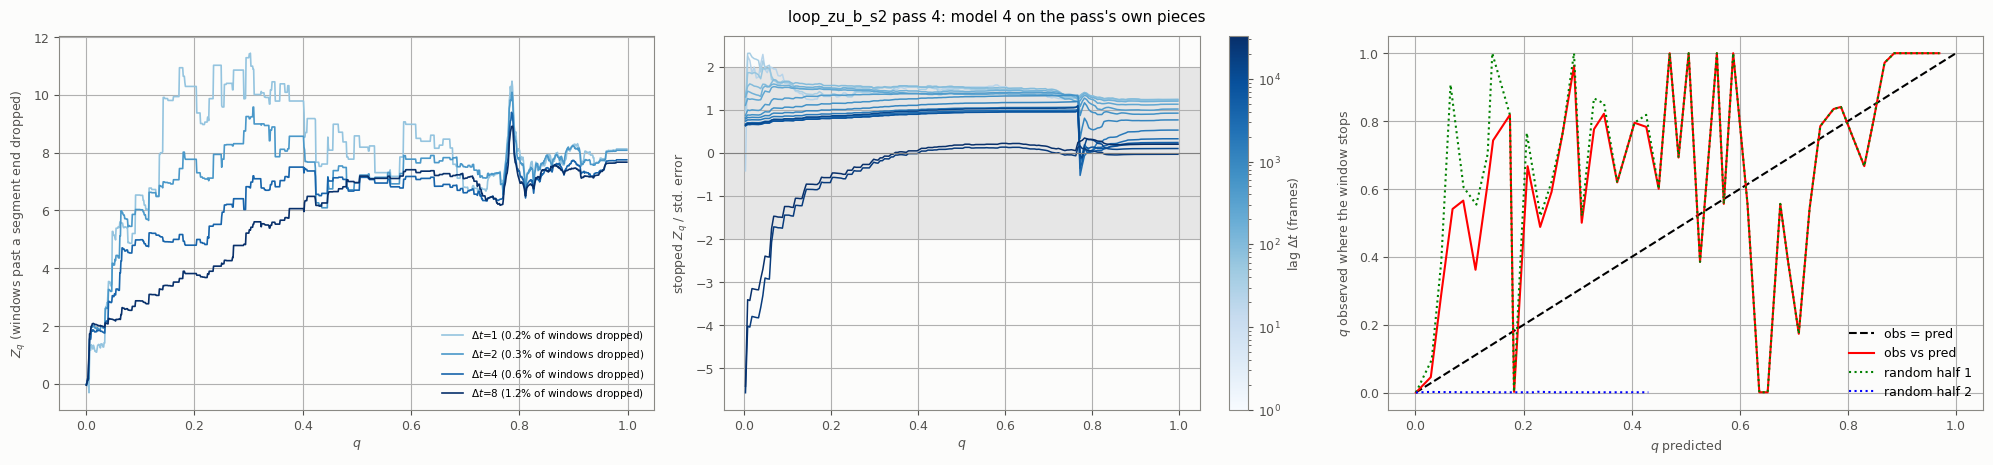 loop_zu_b_s2 pass 4: model 4 on the pass's own pieces
Z_q (windows past a segment end dropped)
12
10
8
6
4
2
0
0.0 0.2 0.4 0.6 0.8 1.0
q
Δt=1 (0.2% of windows dropped)
Δt=2 (0.3% of windows dropped)
Δt=4 (0.6% of windows dropped)
Δt=8 (1.2% of windows dropped)
stopped Z_q / std. error
2
1
0
−1
−2
−3
−4
−5
0.0 0.2 0.4 0.6 0.8 1.0
q
10^4
10^3
10^2
10^1
10^0
lag Δt (frames)
q observed where the window stops
1.0
0.8
0.6
0.4
0.2
0.0
0.0 0.2 0.4 0.6 0.8 1.0
q predicted
obs = pred
obs vs pred
random half 1
random half 2